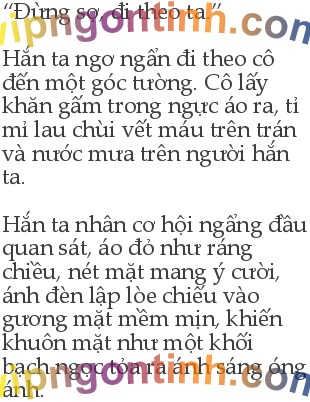 “Đừng sợ, đi theo ta.”
vipngontinh.com
Hắn ta ngơ ngẩn đi theo cô
đến một góc tường. Cô lấy
khăn gấm trong ngực áo ra, tỉ
mỉ lau chùi vết máu trên trán
và nước mưa trên người hắn
ta.
Hắn ta nhân cơ hội ngẩng đầu
quan sát, áo đỏ như ráng
chiều, nét mặt mang ý cười,
ánh đèn lập lòe chiếu vào
gương mặt mềm mịn, khiến
khuôn mặt như một khối
bạch ngọc tỏa ra ánh sáng óng
ánh.
vipngontinh.com